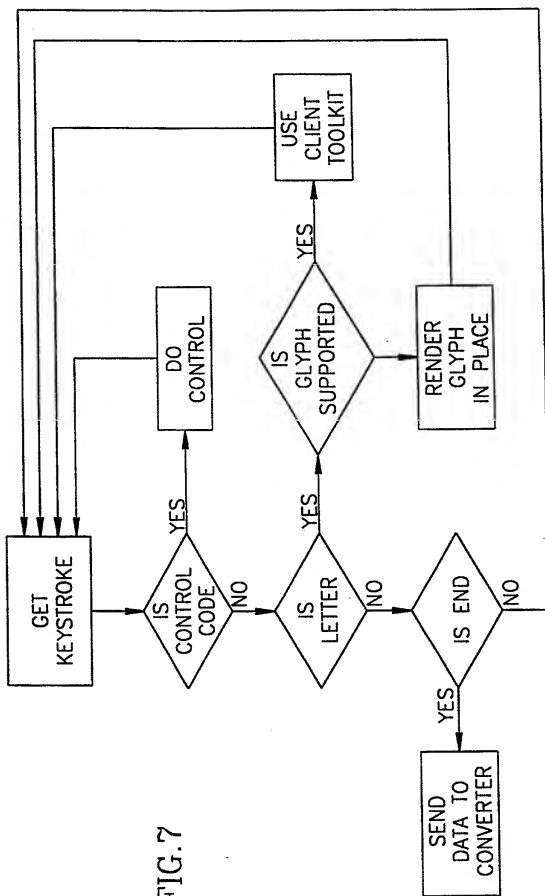 GET
KEYSTROKE
IS
CONTROL
CODE
YES
DO
CONTROL
NO
IS
LETTER
YES
IS
GLYPH
SUPPORTED
YES
USE
CLIENT
TOOLKIT
RENDER
GLYPH
IN PLACE
NO
IS END
NO
YES
SEND
DATA TO
CONVERTER
FIG.7